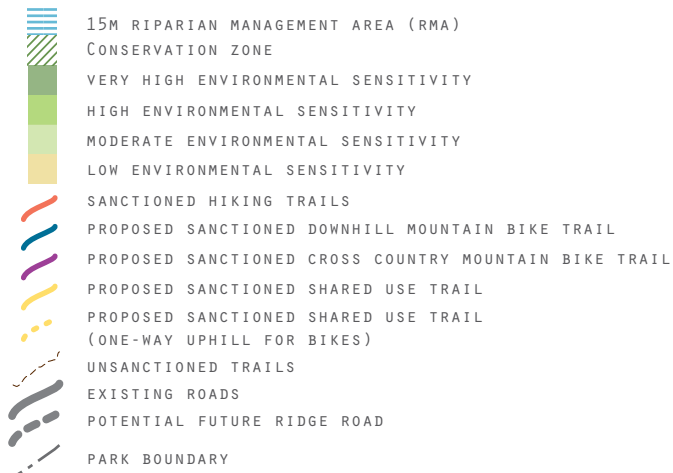 15M RIPARIAN MANAGEMENT AREA (RMA)
CONSERVATION ZONE
VERY HIGH ENVIRONMENTAL SENSITIVITY
HIGH ENVIRONMENTAL SENSITIVITY
MODERATE ENVIRONMENTAL SENSITIVITY
LOW ENVIRONMENTAL SENSITIVITY
SANCTIONED HIKING TRAILS
PROPOSED SANCTIONED DOWNHILL MOUNTAIN BIKE TRAIL
PROPOSED SANCTIONED CROSS COUNTRY MOUNTAIN BIKE TRAIL
PROPOSED SANCTIONED SHARED USE TRAIL
PROPOSED SANCTIONED SHARED USE TRAIL
(ONE-WAY UPHILL FOR BIKES)
UNSANCTIONED TRAILS
EXISTING ROADS
POTENTIAL FUTURE RIDGE ROAD
PARK BOUNDARY